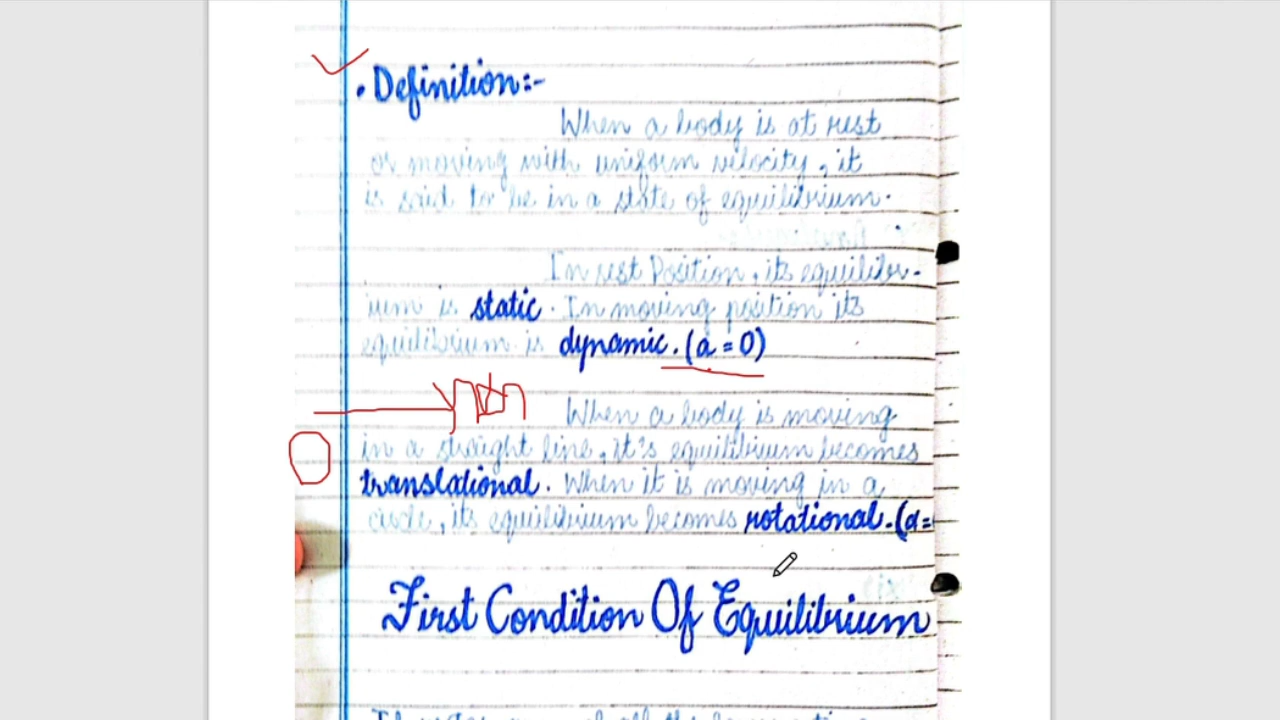 • Definition:-
When a body is at rest
or moving with uniform velocity, it
is said to be in a state of equilibrium.
In rest Position, its equilibr-
ium is static. In moving position its
equilibrium is dynamic. (a = 0)
When a body is moving
in a straight line, it's equilibrium becomes
translational. When it is moving in a
circle, its equilibrium becomes rotational. (α =
First Condition Of Equilibrium